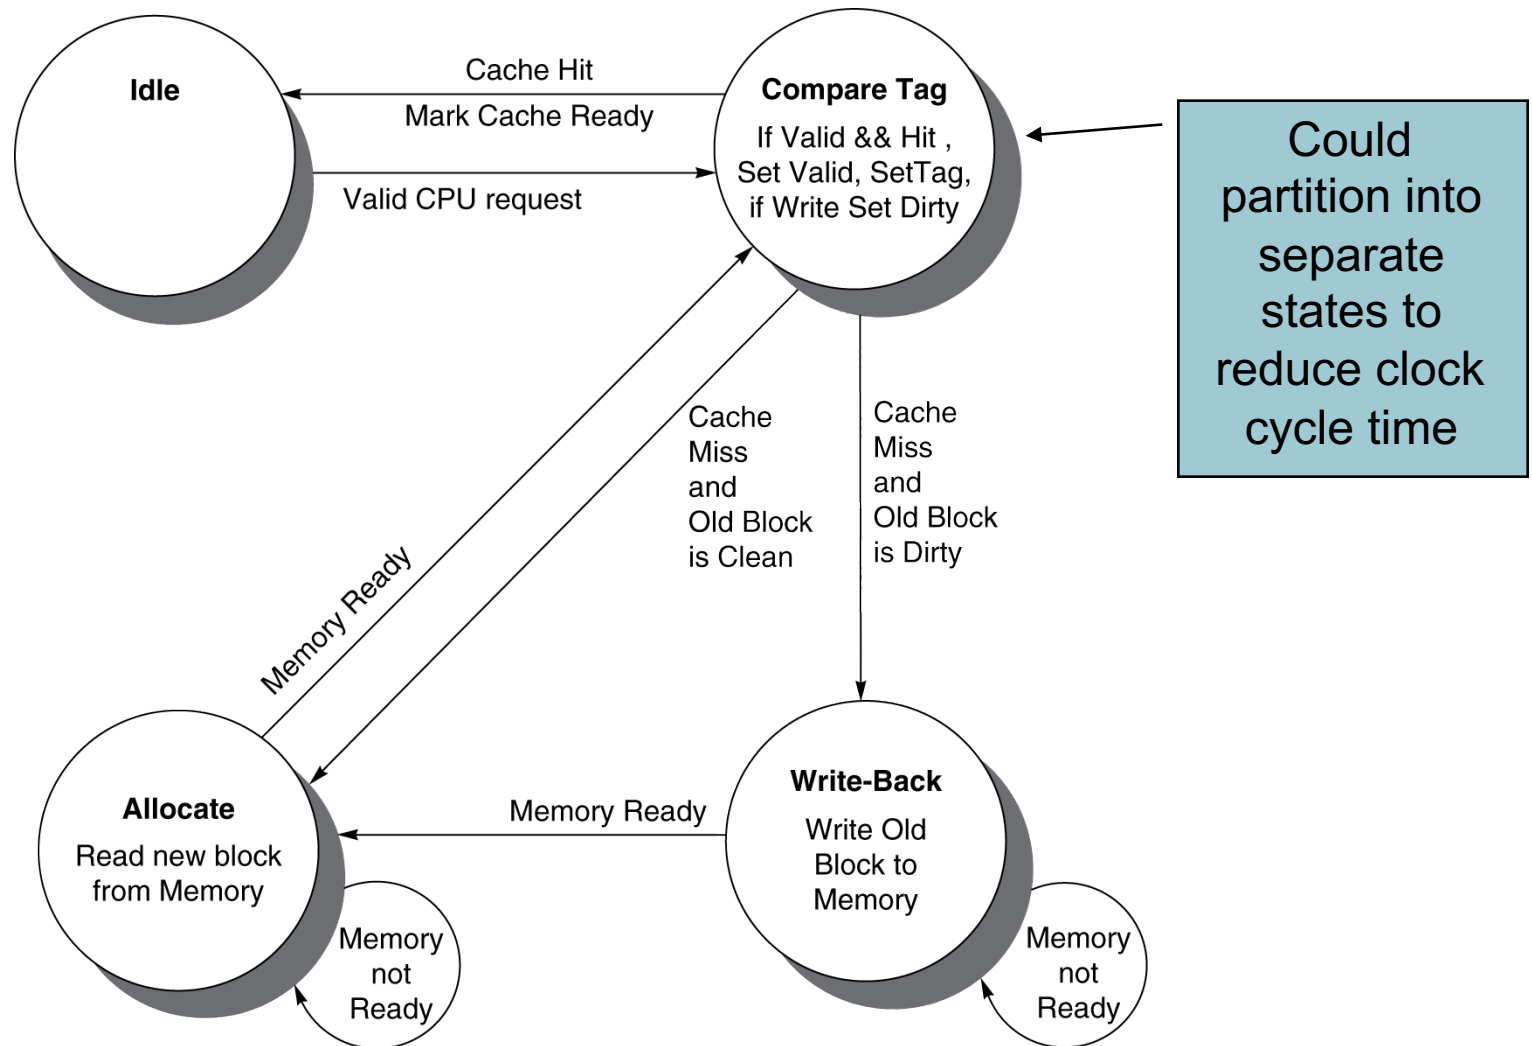 Idle
Cache Hit
Mark Cache Ready
Valid CPU request
Compare Tag
If Valid && Hit ,
Set Valid, SetTag,
if Write Set Dirty
Could
partition into
separate
states to
reduce clock
cycle time
Cache
Miss
and
Old Block
is Clean
Cache
Miss
and
Old Block
is Dirty
Memory Ready
Allocate
Read new block
from Memory
Memory Ready
Write-Back
Write Old
Block to
Memory
Memory
not
Ready
Memory
not
Ready